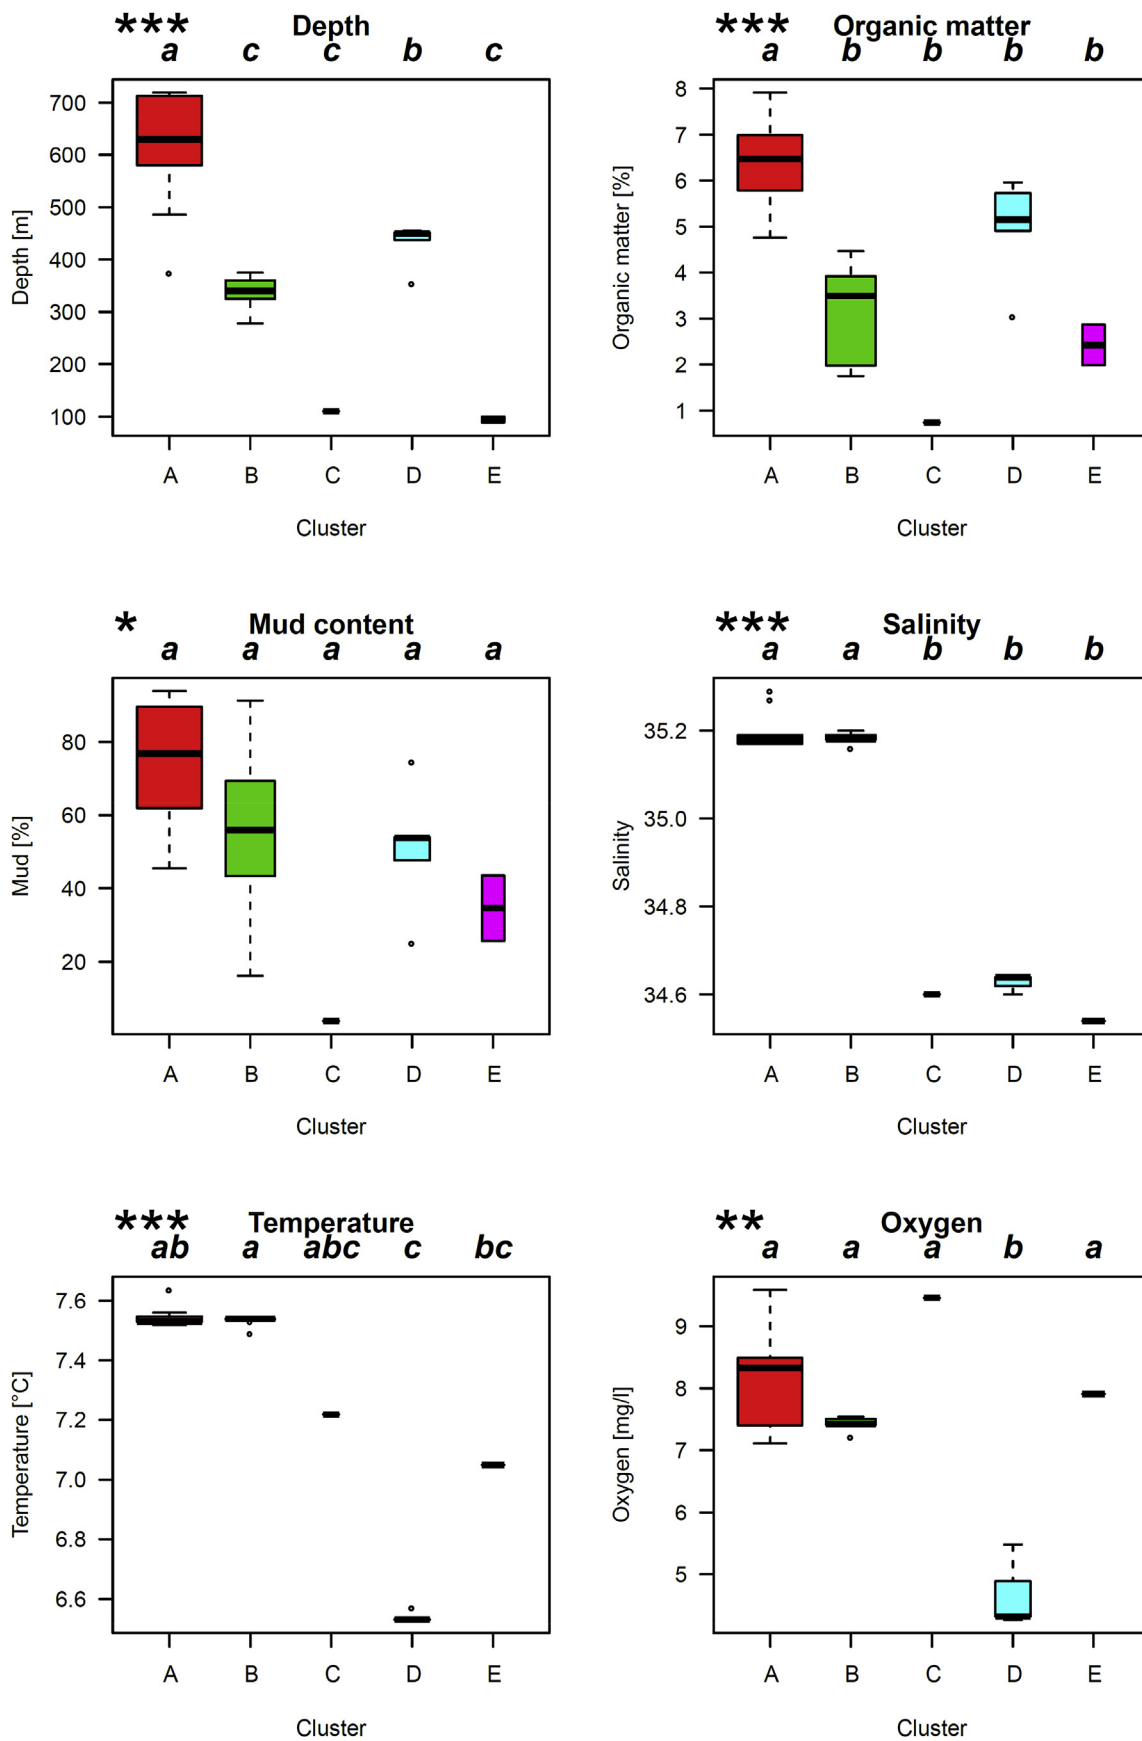 *** Depth
a c c b c
Depth [m]
700
600
500
400
300
200
100
A B C D E
Cluster
*** Organic matter
a b b b b
Organic matter [%]
8
7
6
5
4
3
2
1
A B C D E
Cluster
* Mud content
a a a a a
Mud [%]
80
60
40
20
A B C D E
Cluster
*** Salinity
a a b b b
Salinity
35.2
35.0
34.8
34.6
A B C D E
Cluster
*** Temperature
ab a abc c bc
Temperature [°C]
7.6
7.4
7.2
7.0
6.8
6.6
A B C D E
Cluster
** Oxygen
a a a b a
Oxygen [mg/l]
9
8
7
6
5
A B C D E
Cluster